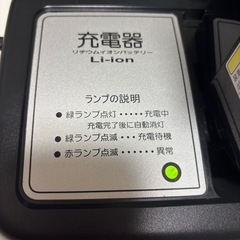 充電器
リチウムイオンバッテリー
Li-ion
ランプの説明
●緑ランプ点灯・・・・・充電中
充電完了後に自動消灯
●緑ランプ点滅・・・充電待機
●赤ランプ点滅・・・・・・異常